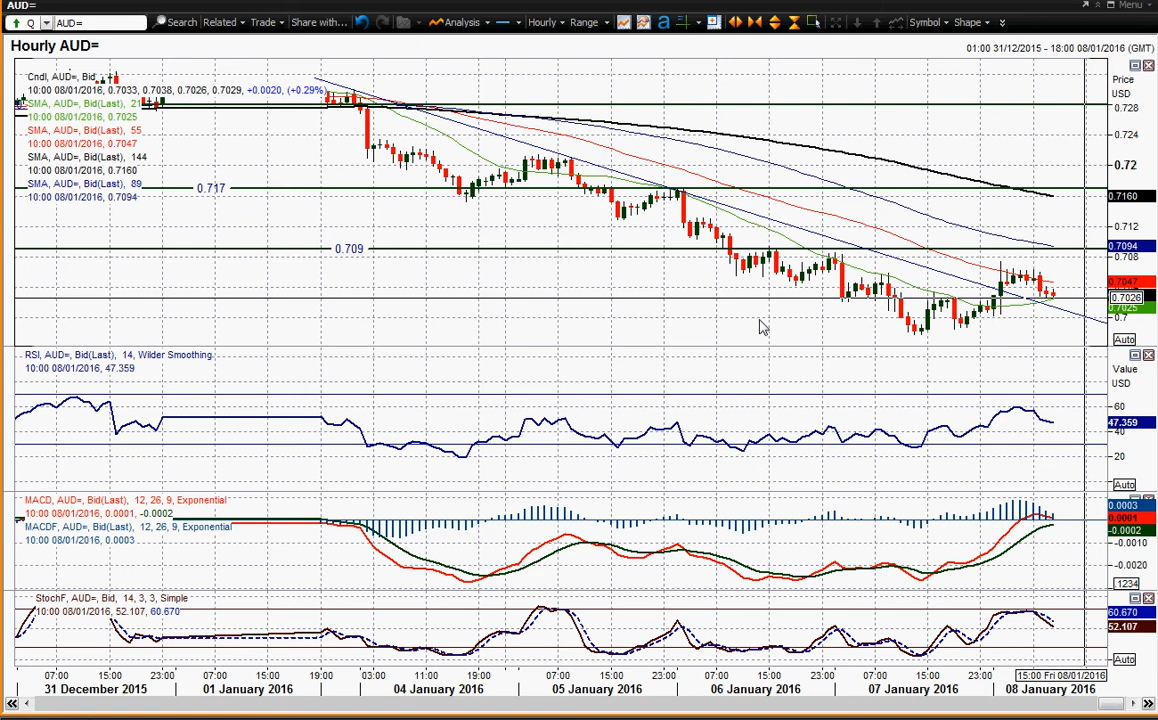 AUD=
Menu
Q AUD= Search Related Trade Share with... Analysis Hourly Range a Symbol Shape
Hourly AUD=
01:00 31/12/2015 - 18:00 08/01/2016 (GMT)
Cndl, AUD=, Bid
10:00 08/01/2016, 0.7033, 0.7038, 0.7026, 0.7029, +0.0020, (+0.29%)
SMA, AUD=, Bid(Last), 21
10:00 08/01/2016, 0.7025
SMA, AUD=, Bid(Last), 55
10:00 08/01/2016, 0.7047
SMA, AUD=, Bid(Last), 144
10:00 08/01/2016, 0.7160
SMA, AUD=, Bid(Last), 89
10:00 08/01/2016, 0.7094
0.717
0.709
Price
USD
0.728
0.724
0.72
0.7160
0.712
0.7094
0.708
0.7047
0.7026
0.7025
0.7
Auto
RSI, AUD=, Bid(Last), 14, Wilder Smoothing
10:00 08/01/2016, 47.359
Value
USD
60
47.359
40
20
Auto
MACD, AUD=, Bid(Last), 12, 26, 9, Exponential
10:00 08/01/2016, 0.0001, -0.0002
MACDF, AUD=, Bid(Last), 12, 26, 9, Exponential
10:00 08/01/2016, 0.0003
0.0003
0.0001
-0.0002
-0.0010
-0.0020
.1234
StochF, AUD=, Bid, 14, 3, 3, Simple
10:00 08/01/2016, 52.107, 60.670
60.670
52.107
Auto
07:00 15:00 23:00 07:00 15:00 19:00 03:00 11:00 19:00 07:00 15:00 23:00 07:00 15:00 23:00 07:00 15:00 23:00 15:00 Fri 08/01/2016
31 December 2015 01 January 2016 04 January 2016 05 January 2016 06 January 2016 07 January 2016 08 January 2016